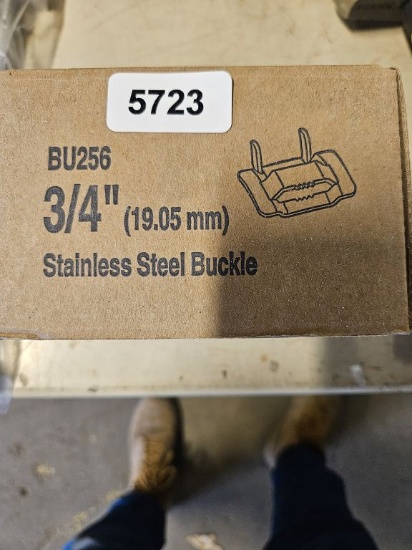 5723
BU256
3/4" (19.05 mm)
Stainless Steel Buckle